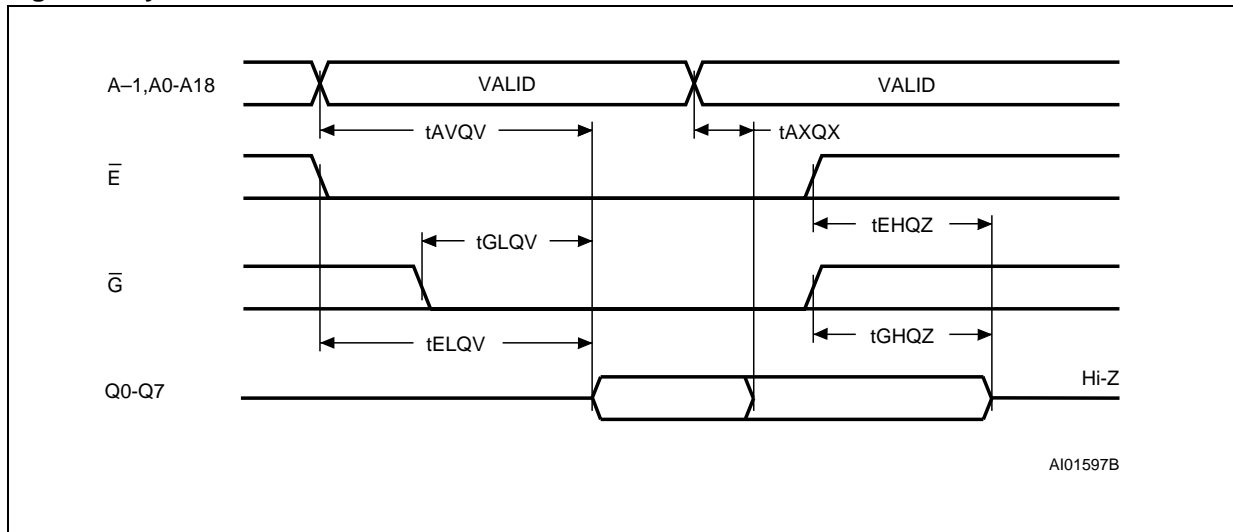 A–1,A0-A18
VALID
VALID
tAVQV
tAXQX
E̅
tEHQZ
tGLQV
G̅
tGHQZ
tELQV
Q0-Q7
Hi-Z
AI01597B